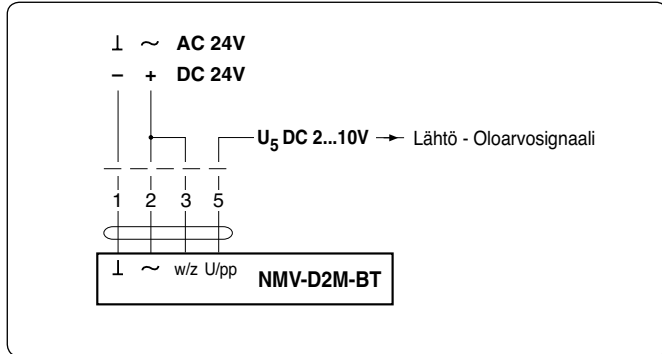 ⊥ ~ AC 24V
– + DC 24V
U5 DC 2...10V → Lähtö - Oloarvosignaali
1 2 3 5
⊥ ~ w/z U/pp
NMV-D2M-BT